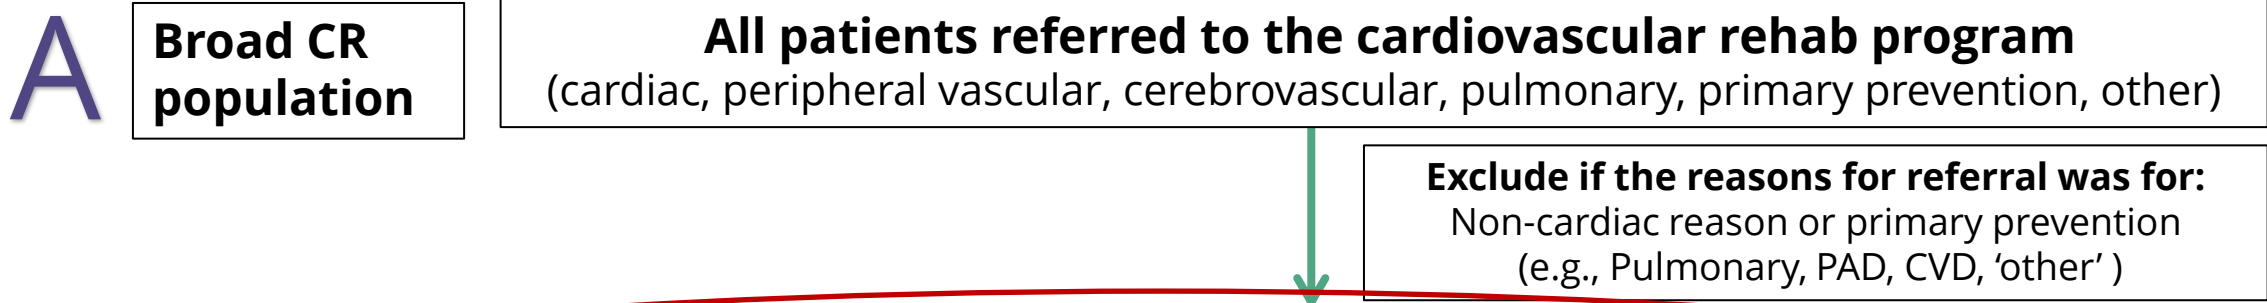 A
Broad CR
population
All patients referred to the cardiovascular rehab program
(cardiac, peripheral vascular, cerebrovascular, pulmonary, primary prevention, other)
Exclude if the reasons for referral was for:
Non-cardiac reason or primary prevention
(e.g., Pulmonary, PAD, CVD, ‘other’ )